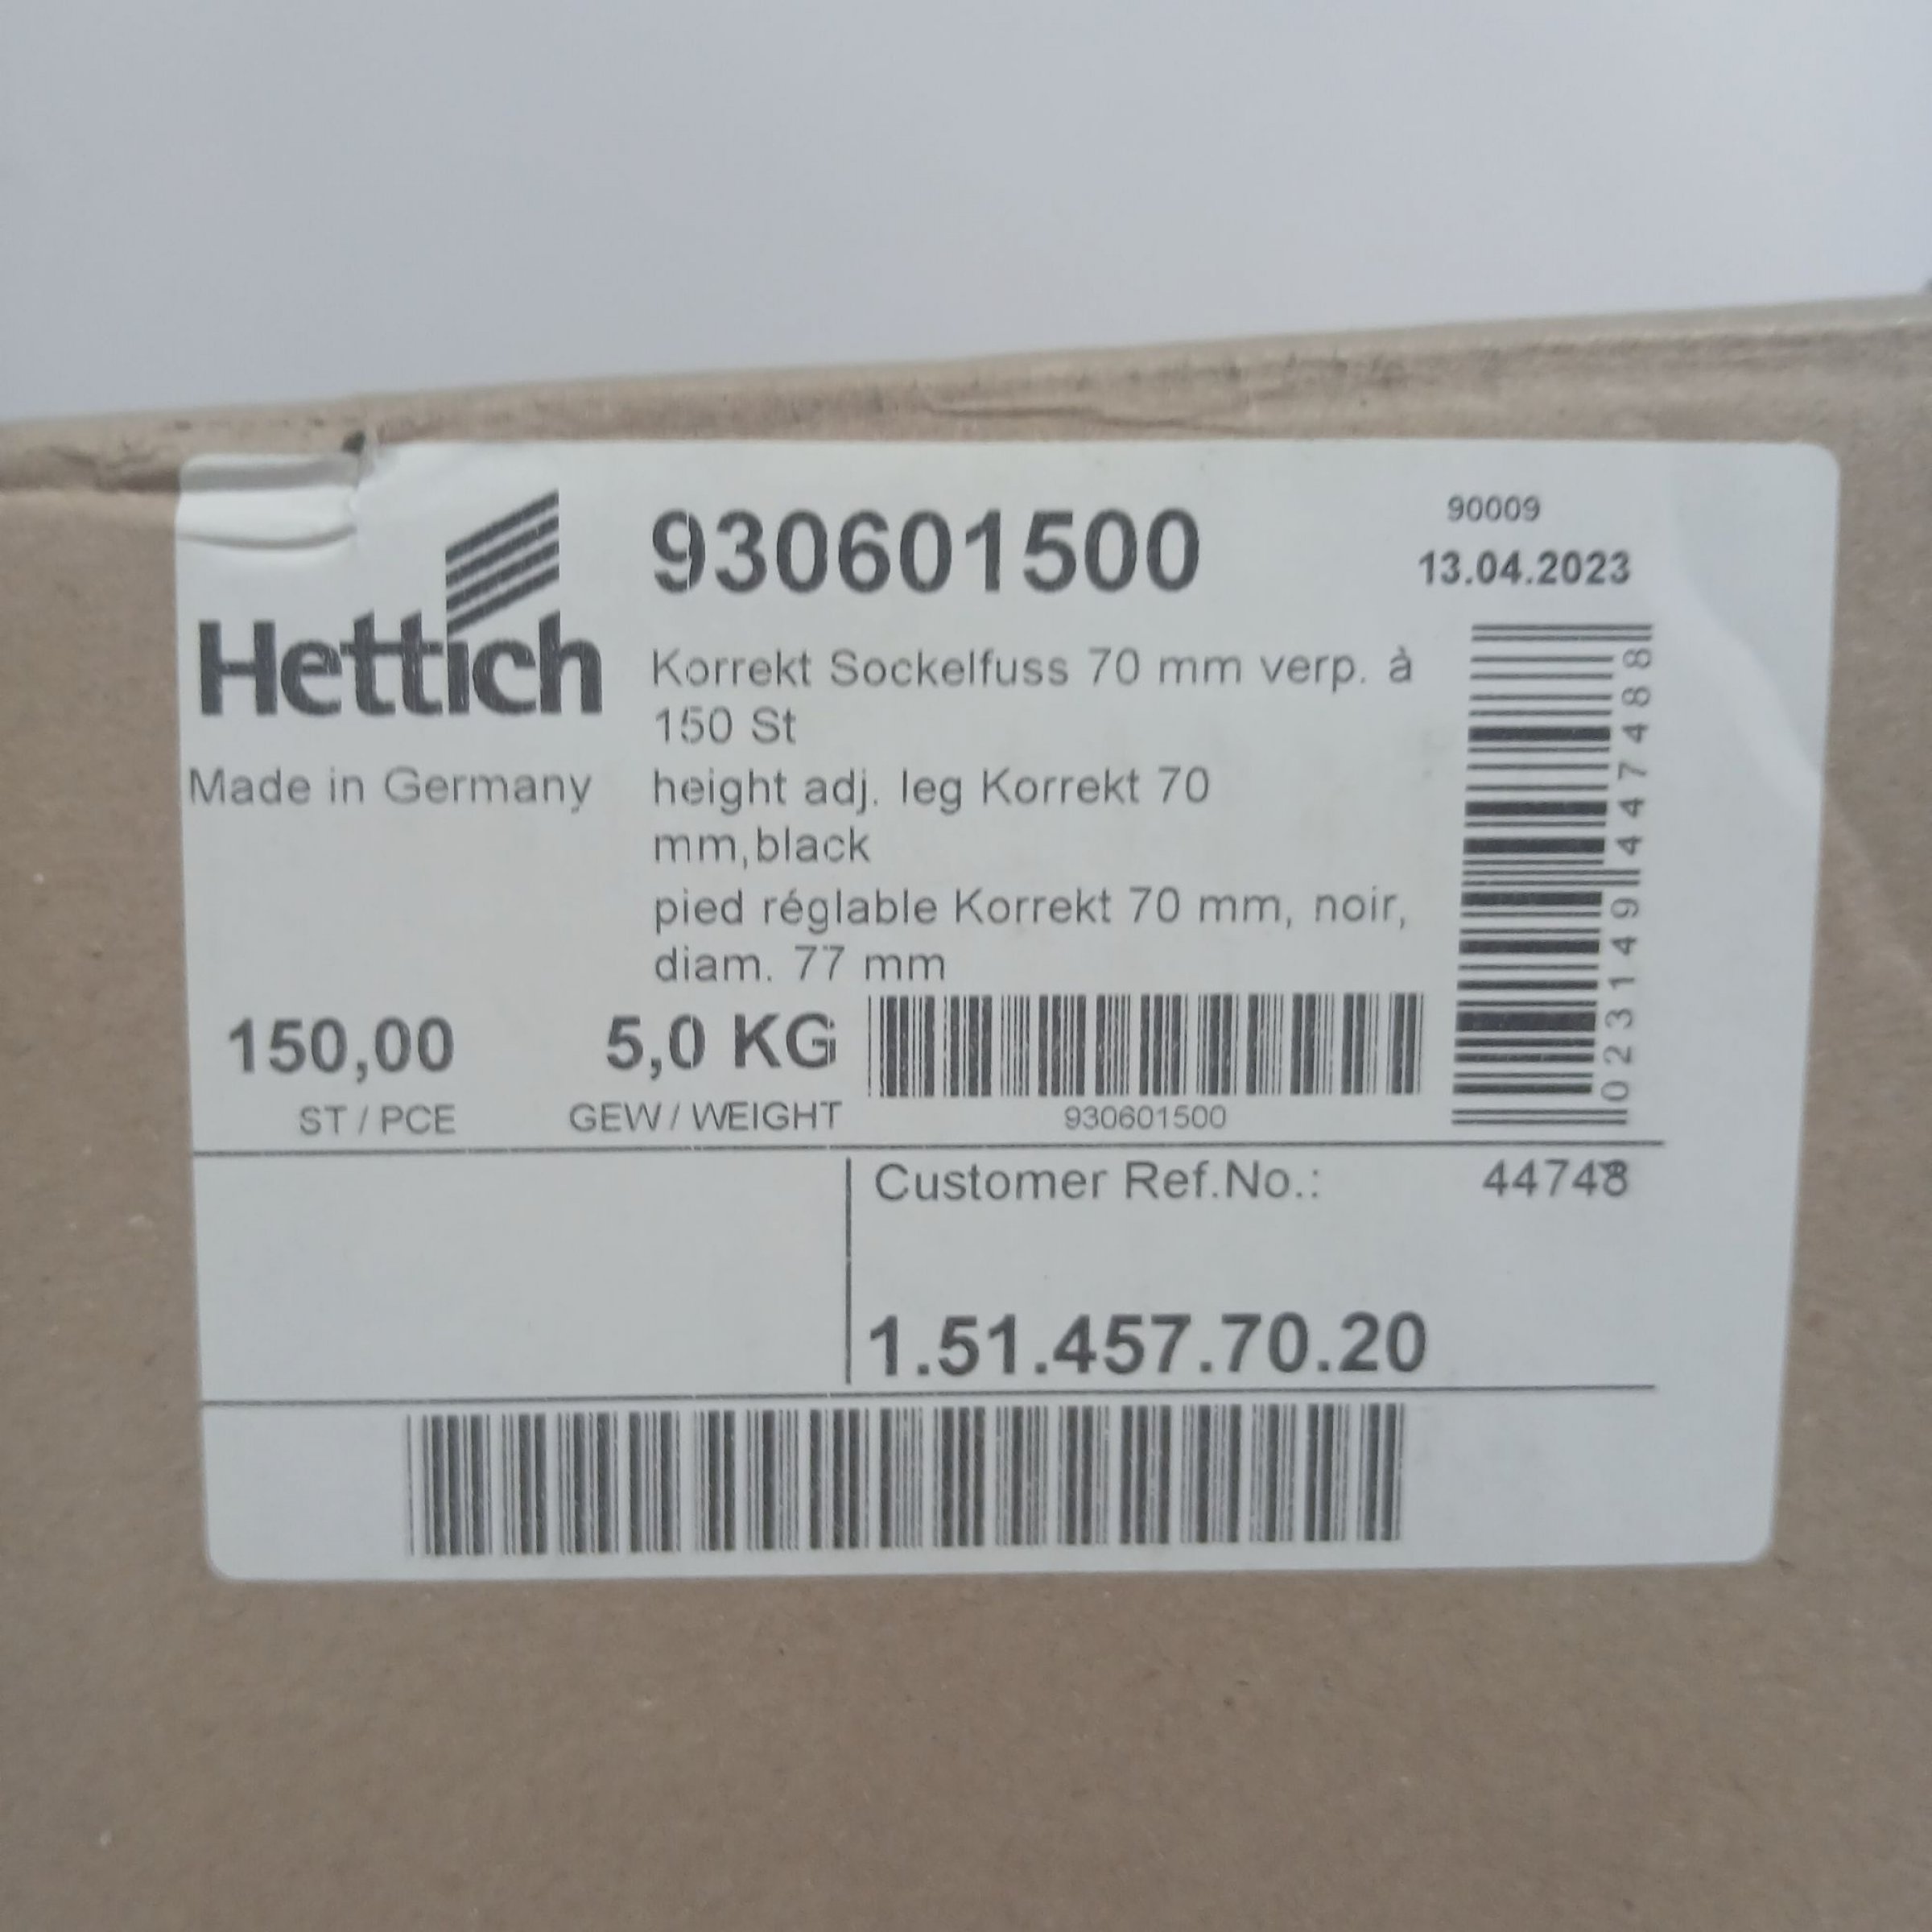 Hettich
Made in Germany
930601500
90009
13.04.2023
Korrekt Sockelfuss 70 mm verp. à
150 St
height adj. leg Korrekt 70
mm,black
pied réglable Korrekt 70 mm, noir,
diam. 77 mm
023149447488
150,00
ST / PCE
5,0 KG
GEW / WEIGHT
930601500
Customer Ref.No.:
44748
1.51.457.70.20